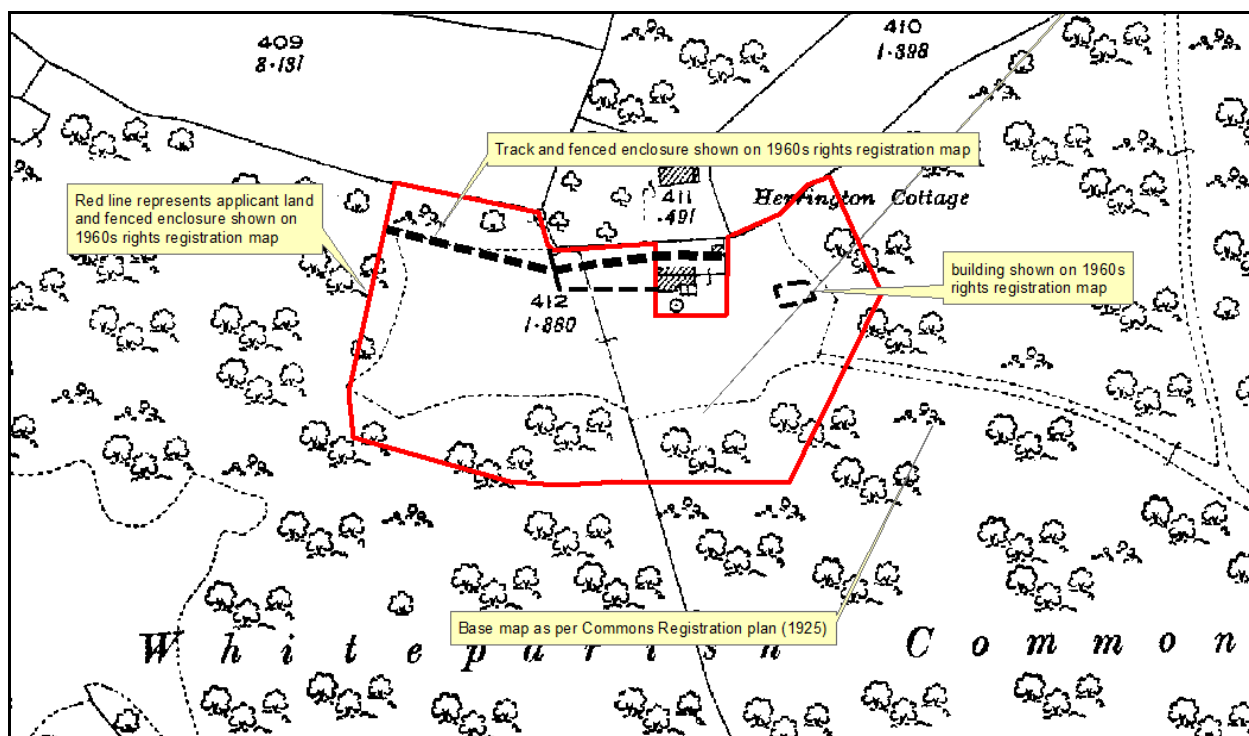 409
8·131
410
1·398
Track and fenced enclosure shown on 1960s rights registration map
Red line represents applicant land
and fenced enclosure shown on
1960s rights registration map
411
·491
Herrington Cottage
building shown on 1960s
rights registration map
412
1·880
Base map as per Commons Registration plan (1925)
Whiteparish Common